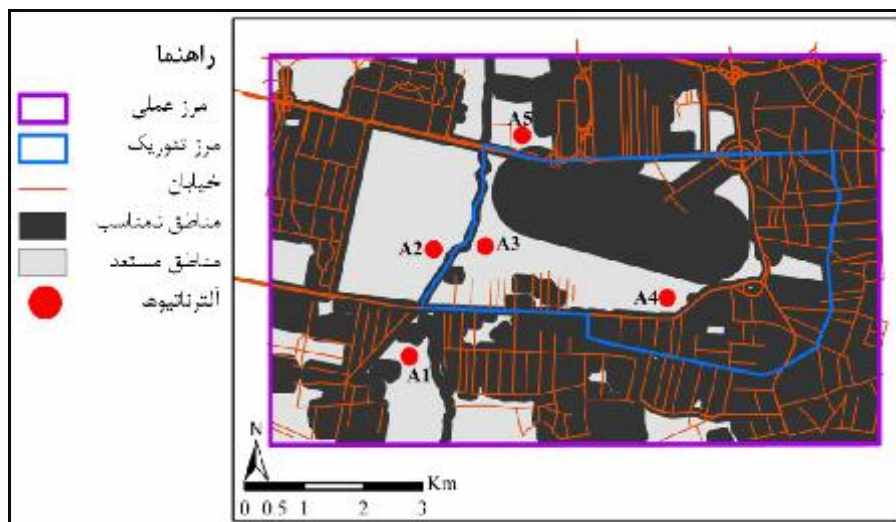 راهنما
مرز عملی
مرز تئوریک
خیابان
مناطق نامناسب
مناطق مستعد
آلترناتیوها
A5
A2
A3
A4
A1
N
Km
0 0.5 1 2 3